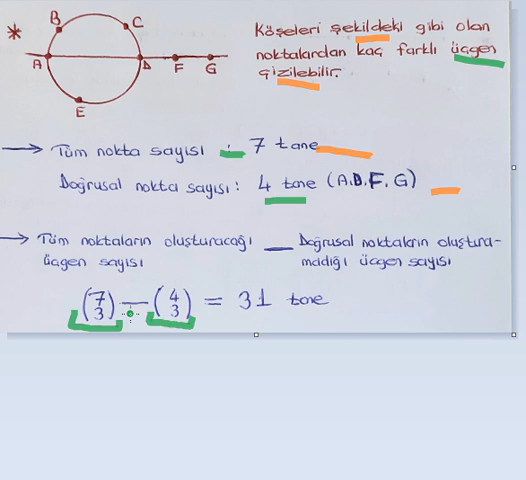 * B C A D F G E
Köşeleri şekildeki gibi olan
noktalardan kaç farklı üçgen
çizilebilir.
→ Tüm nokta sayısı : 7 tane
Doğrusal nokta sayısı : 4 tane (A.D.F.G)
→ Tüm noktaların oluşturacağı — Doğrusal noktaların oluştura-
üçgen sayısı madığı üçgen sayısı
(7 3) — (4 3) = 31 tane